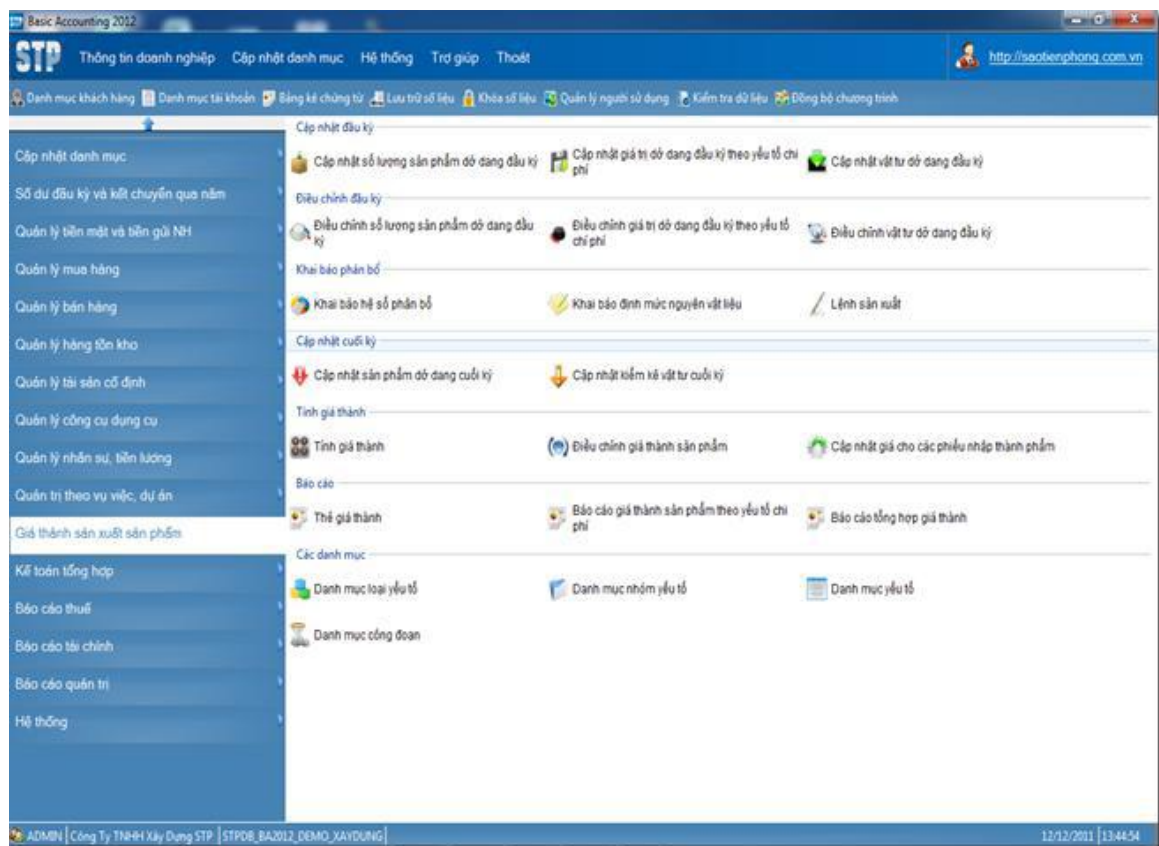 Basic Accounting 2012
STP Thông tin doanh nghiệp Cập nhật danh mục Hệ thống Trợ giúp Thoát http://saotienphong.com.vn
Danh mục khách hàng Danh mục tài khoản Bảng kê chứng từ Lưu trữ số liệu Khóa số liệu Quản lý người sử dụng Kiểm tra dữ liệu Đồng bộ chương trình
Cập nhật danh mục
Số dư đầu kỳ và kết chuyển qua năm
Quản lý tiền mặt và tiền gửi NH
Quản lý mua hàng
Quản lý bán hàng
Quản lý hàng tồn kho
Quản lý tài sản cố định
Quản lý công cụ dụng cụ
Quản lý nhân sự, tiền lương
Quản trị theo vụ việc, dự án
Giá thành sản xuất sản phẩm
Kế toán tổng hợp
Báo cáo thuế
Báo cáo tài chính
Báo cáo quản trị
Hệ thống
Cập nhật đầu kỳ
Cập nhật số lượng sản phẩm dở dang đầu kỳ
Cập nhật giá trị dở dang đầu kỳ theo yếu tố chi
phí
Cập nhật vật tư dở dang đầu kỳ
Điều chỉnh đầu kỳ
Điều chỉnh số lượng sản phẩm dở dang đầu
kỳ
Điều chỉnh giá trị dở dang đầu kỳ theo yếu tố
chi phí
Điều chỉnh vật tư dở dang đầu kỳ
Khai báo phân bổ
Khai báo hệ số phân bổ
Khai báo định mức nguyên vật liệu
Lệnh sản xuất
Cập nhật cuối kỳ
Cập nhật sản phẩm dở dang cuối kỳ
Cập nhật kiểm kê vật tư cuối kỳ
Tính giá thành
Tính giá thành
Điều chỉnh giá thành sản phẩm
Cập nhật giá cho các phiếu nhập thành phẩm
Báo cáo
Thẻ giá thành
Báo cáo giá thành sản phẩm theo yếu tố chi
phí
Báo cáo tổng hợp giá thành
Các danh mục
Danh mục loại yếu tố
Danh mục nhóm yếu tố
Danh mục yếu tố
Danh mục công đoạn
ADMIN Công Ty TNHH Xây Dựng STP STPDB_BA2012_DEMO_XAYDUNG 12/12/2011 13:44:54